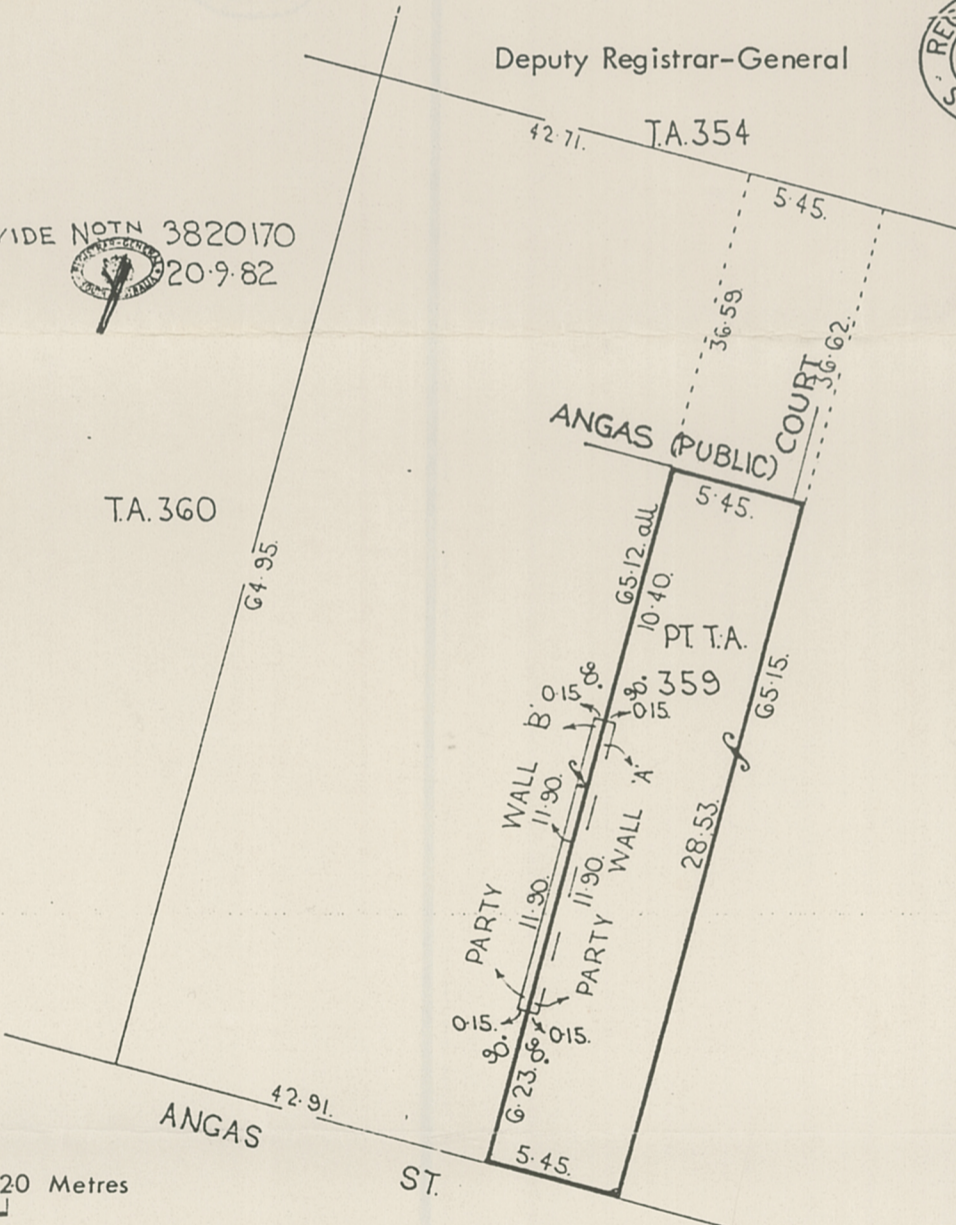 Deputy Registrar-General
T.A.354
42·71.
5·45.
VIDE NOTN 3820170
20·9·82
36·59.
36·62.
ANGAS (PUBLIC) COURT
5·45.
T.A.360
64·95.
65·12. all
10·40.
PT. T.A.
359
65·15.
0·15.
90.
90.
0·15.
'B'
'A'
WALL
11·90.
WALL
28·53.
11·90.
11·90.
PARTY
PARTY
0·15.
90.
0·15.
90.
6·23.
42·91.
ANGAS
ST.
5·45.
20 Metres